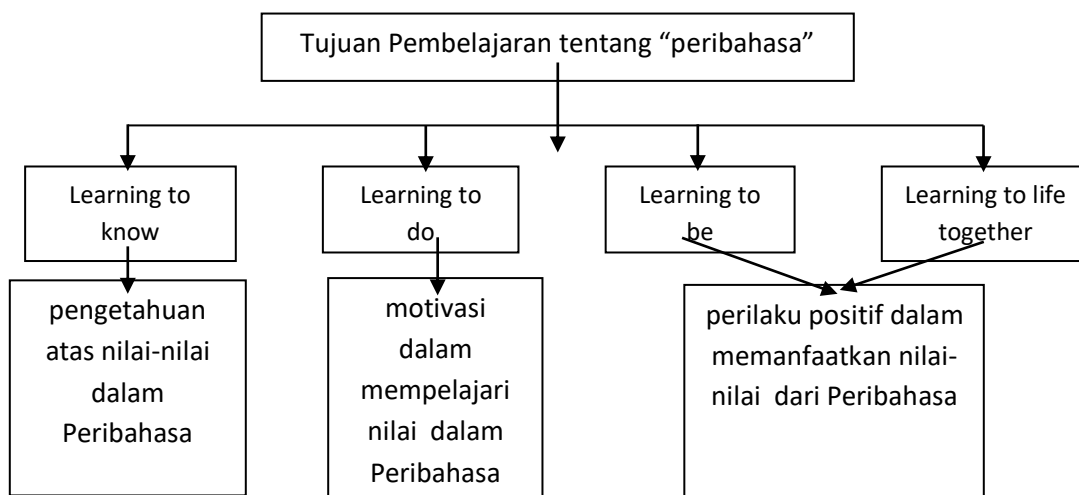 Tujuan Pembelajaran tentang “peribahasa”
Learning to
know
Learning to
do
Learning to
be
Learning to life
together
pengetahuan
atas nilai-nilai
dalam
Peribahasa
motivasi
dalam
mempelajari
nilai dalam
Peribahasa
perilaku positif dalam
memanfaatkan nilai-
nilai dari Peribahasa